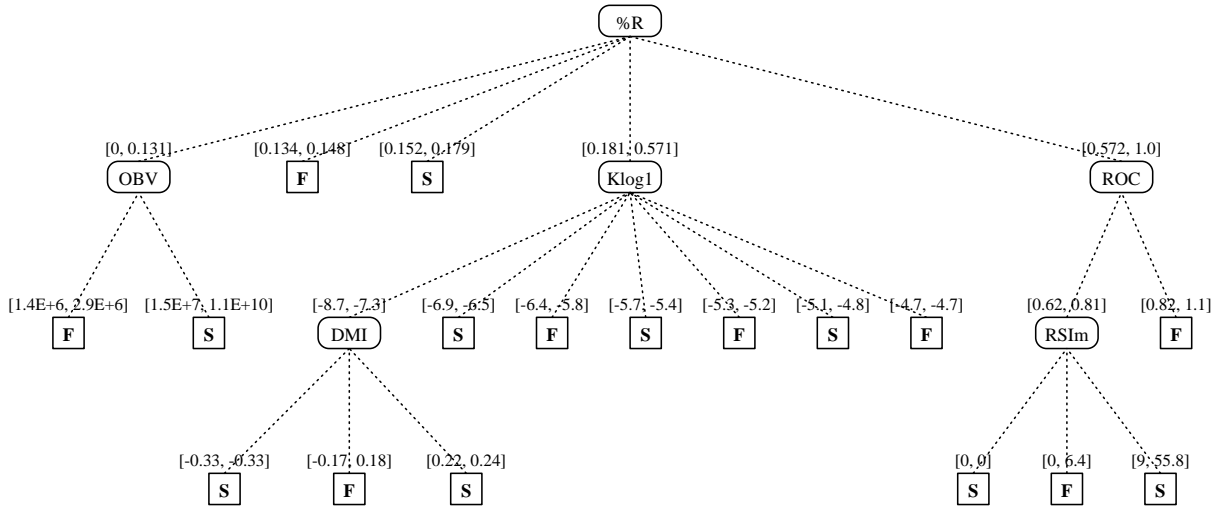 %R
[0, 0.131] [0.134, 0.148] [0.152, 0.179] [0.181, 0.571] [0.572, 1.0]
OBV F S Klog1 ROC
[1.4E+6, 2.9E+6] [1.5E+7, 1.1E+10] [-8.7, -7.3] [-6.9, -6.5] [-6.4, -5.8] [-5.7, -5.4] [-5.3, -5.2] [-5.1, -4.8] [-4.7, -4.7] [0.62, 0.81] [0.82, 1.1]
F S DMI S F S F S F RSIm F
[-0.33, -0.33] [-0.17, 0.18] [0.22, 0.24] [0, 0] [0, 6.4] [9, 55.8]
S F S S F S